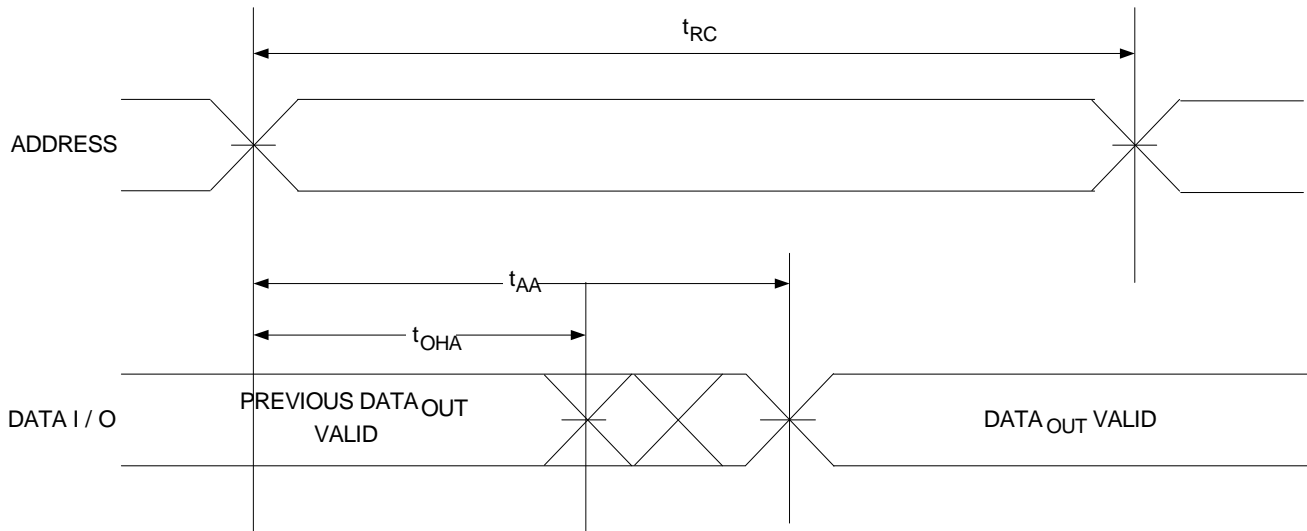 tRC
ADDRESS
tAA
tOHA
DATA I / O
PREVIOUS DATAOUT
VALID
DATAOUT VALID